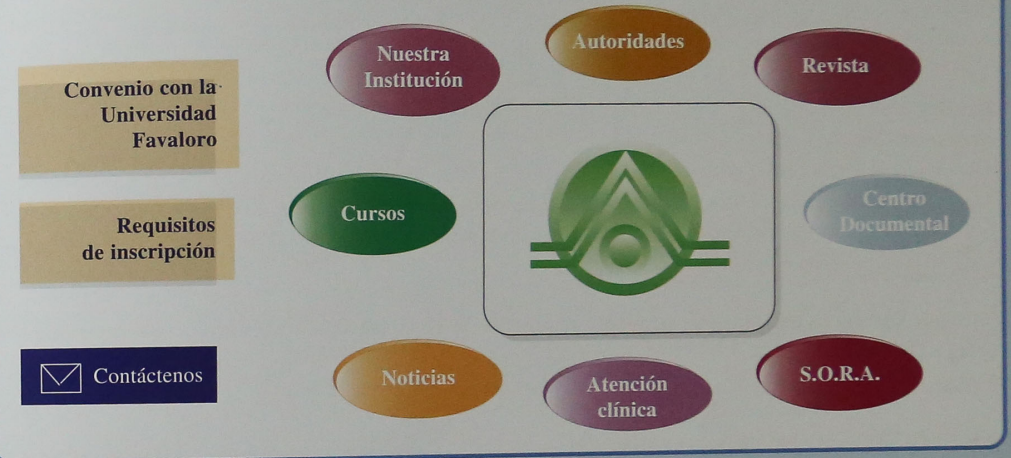 Convenio con la
Universidad
Favaloro
Requisitos
de inscripción
Contáctenos
Nuestra
Institución
Autoridades
Revista
Cursos
Centro
Documental
Noticias
Atención
clínica
S.O.R.A.